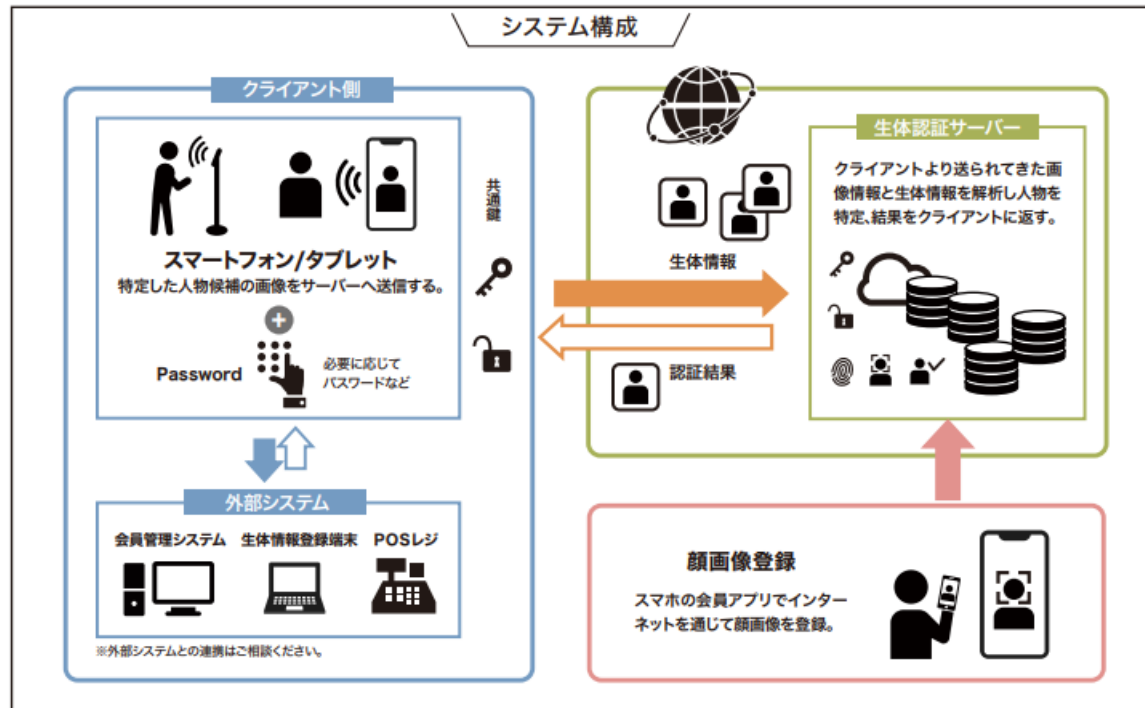 システム構成
クライアント側
スマートフォン/タブレット
特定した人物候補の画像をサーバーへ送信する。
Password
必要に応じて
パスワードなど
共通鍵
外部システム
会員管理システム
生体情報登録端末
POSレジ
※外部システムとの連携はご相談ください。
生体情報
認証結果
生体認証サーバー
クライアントより送られてきた画
像情報と生体情報を解析し人物を
特定、結果をクライアントに返す。
顔画像登録
スマホの会員アプリでインター
ネットを通じて顔画像を登録。